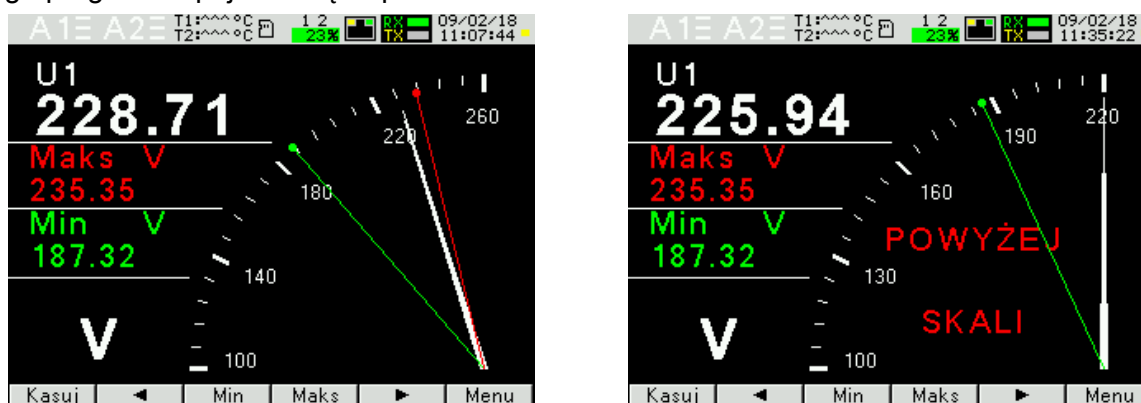 A1 A2 T1:^^^°C 1 2 RX 09/02/18
T2:^^^°C 23% TX 11:07:44
U1
228.71
Maks V
235.35
Min V
187.32
V
100
140
180
220
260
Kasuj ◄ Min Maks ► Menu
A1 A2 T1:^^^°C 1 2 RX 09/02/18
T2:^^^°C 23% TX 11:35:22
U1
225.94
Maks V
235.35
Min V
187.32
V
100
130
160
190
220
POWYŻEJ
SKALI
Kasuj ◄ Min Maks ► Menu